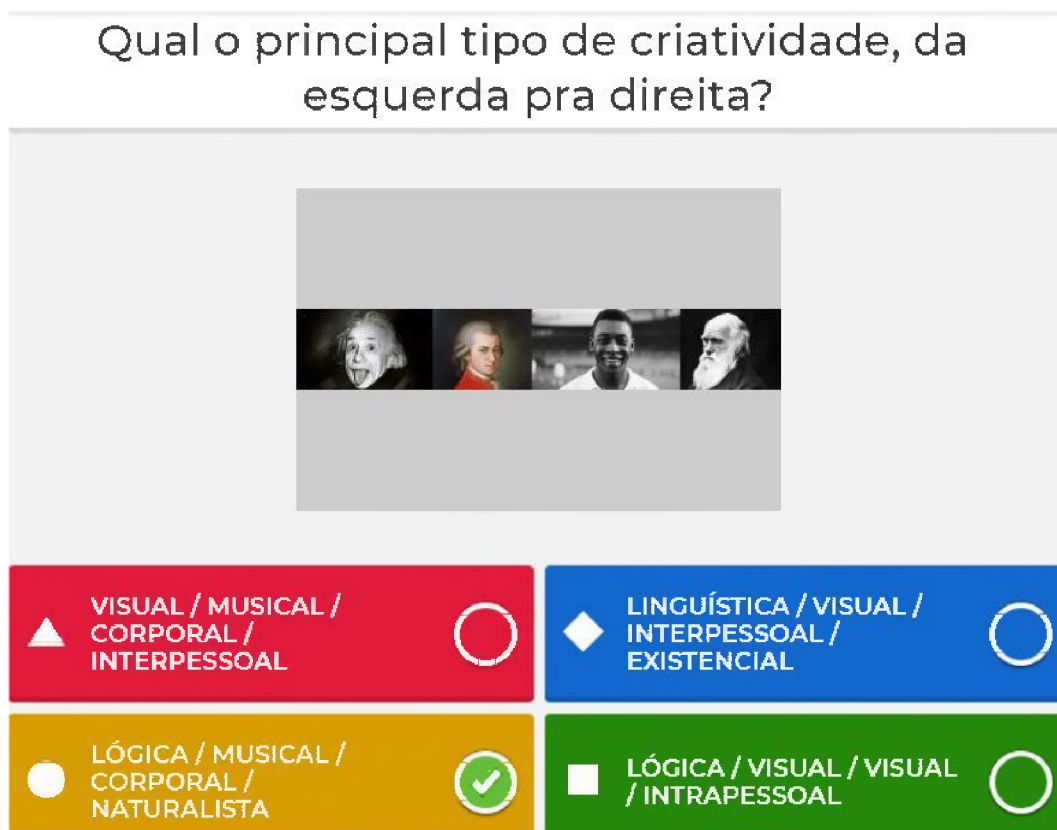 Qual o principal tipo de criatividade, da
esquerda pra direita?
VISUAL / MUSICAL /
CORPORAL /
INTERPESSOAL
LINGUÍSTICA / VISUAL /
INTERPESSOAL /
EXISTENCIAL
LÓGICA / MUSICAL /
CORPORAL /
NATURALISTA
LÓGICA / VISUAL / VISUAL
/ INTRAPESSOAL